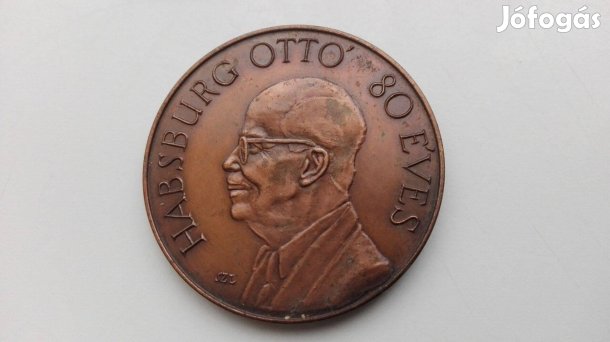 HABSBURG OTTÓ 80 ÉVES
Jófogás